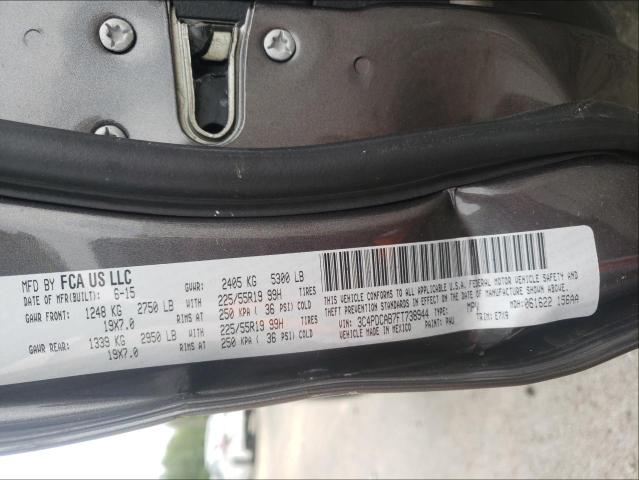 MFD BY FCA US LLC
DATE OF MFR(BUILT): 6-15 GVWR: 2405 KG 5300 LB
GAWR FRONT: 1248 KG 2750 LB WITH 225/55R19 99H TIRES
19X7.0 RIMS AT 250 KPA ( 36 PSI) COLD
GAWR REAR: 1339 KG 2950 LB WITH 225/55R19 99H TIRES
19X7.0 RIMS AT 250 KPA ( 36 PSI) COLD
THIS VEHICLE CONFORMS TO ALL APPLICABLE U.S.A. FEDERAL MOTOR VEHICLE SAFETY AND
THEFT PREVENTION STANDARDS IN EFFECT ON THE DATE OF MANUFACTURE SHOWN ABOVE.
VIN: 3C4PDCAB7FT738944 TYPE: MPV MDH: 061622 156AA
VEHICLE MADE IN MEXICO PAINT: PAU TRIM: E7X9